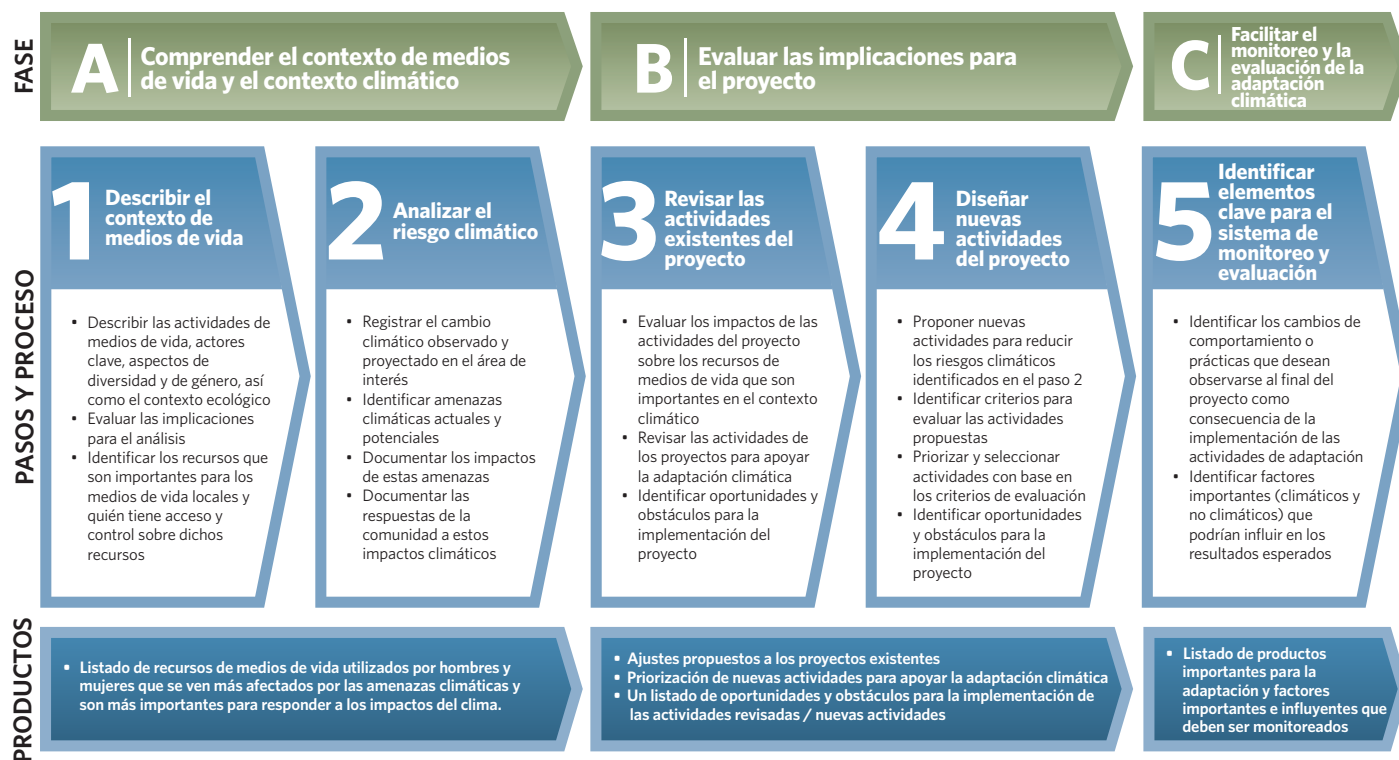 FASE
A
Comprender el contexto de medios
de vida y el contexto climático
B
Evaluar las implicaciones para
el proyecto
C
Facilitar el
monitoreo y la
evaluación de la
adaptación
climática
PASOS Y PROCESO
1
Describir el
contexto de
medios de vida
• Describir las actividades de
medios de vida, actores
clave, aspectos de
diversidad y de género, así
como el contexto ecológico
• Evaluar las implicaciones
para el análisis
• Identificar los recursos que
son importantes para los
medios de vida locales y
quién tiene acceso y
control sobre dichos
recursos
2
Analizar el
riesgo climático
• Registrar el cambio
climático observado y
proyectado en el área de
interés
• Identificar amenazas
climáticas actuales y
potenciales
• Documentar los impactos
de estas amenazas
• Documentar las
respuestas de la
comunidad a estos
impactos climáticos
3
Revisar las
actividades
existentes del
proyecto
• Evaluar los impactos de las
actividades del proyecto
sobre los recursos de
medios de vida que son
importantes en el contexto
climático
• Revisar las actividades de
los proyectos para apoyar
la adaptación climática
• Identificar oportunidades y
obstáculos para la
implementación del
proyecto
4
Diseñar
nuevas
actividades
del proyecto
• Proponer nuevas
actividades para reducir
los riesgos climáticos
identificados en el paso 2
• Identificar criterios para
evaluar las actividades
propuestas
• Priorizar y seleccionar
actividades con base en
los criterios de evaluación
• Identificar oportunidades
y obstáculos para la
implementación del
proyecto
5
Identificar
elementos
clave para el
sistema de
monitoreo y
evaluación
• Identificar los cambios de
comportamiento o
prácticas que desean
observarse al final del
proyecto como
consecuencia de la
implementación de las
actividades de adaptación
• Identificar factores
importantes (climáticos y
no climáticos) que
podrían influir en los
resultados esperados
PRODUCTOS
• Listado de recursos de medios de vida utilizados por hombres y
mujeres que se ven más afectados por las amenazas climáticas y
son más importantes para responder a los impactos del clima.
• Ajustes propuestos a los proyectos existentes
• Priorización de nuevas actividades para apoyar la adaptación climática
• Un listado de oportunidades y obstáculos para la implementación de
las actividades revisadas / nuevas actividades
• Listado de productos
importantes para la
adaptación y factores
importantes e influyentes que
deben ser monitoreados